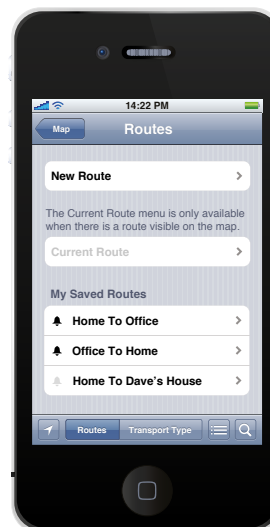 14:22 PM
Map
Routes
New Route
The Current Route menu is only available
when there is a route visible on the map.
Current Route
My Saved Routes
Home To Office
Office To Home
Home To Dave's House
Routes
Transport Type